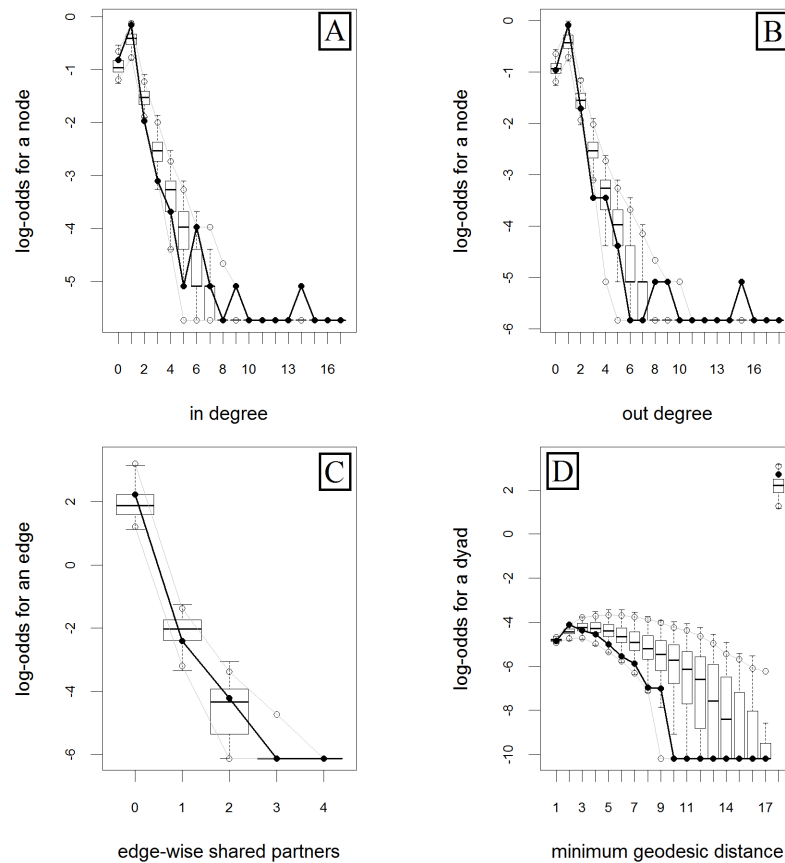 A
log-odds for a node
0
-1
-2
-3
-4
-5
0 2 4 6 8 10 13 16
in degree
B
log-odds for a node
0
-1
-2
-3
-4
-5
-6
0 2 4 6 8 10 13 16
out degree
C
log-odds for an edge
2
0
-2
-4
-6
0 1 2 3 4
edge-wise shared partners
D
log-odds for a dyad
2
0
-2
-4
-6
-8
-10
1 3 5 7 9 11 14 17
minimum geodesic distance